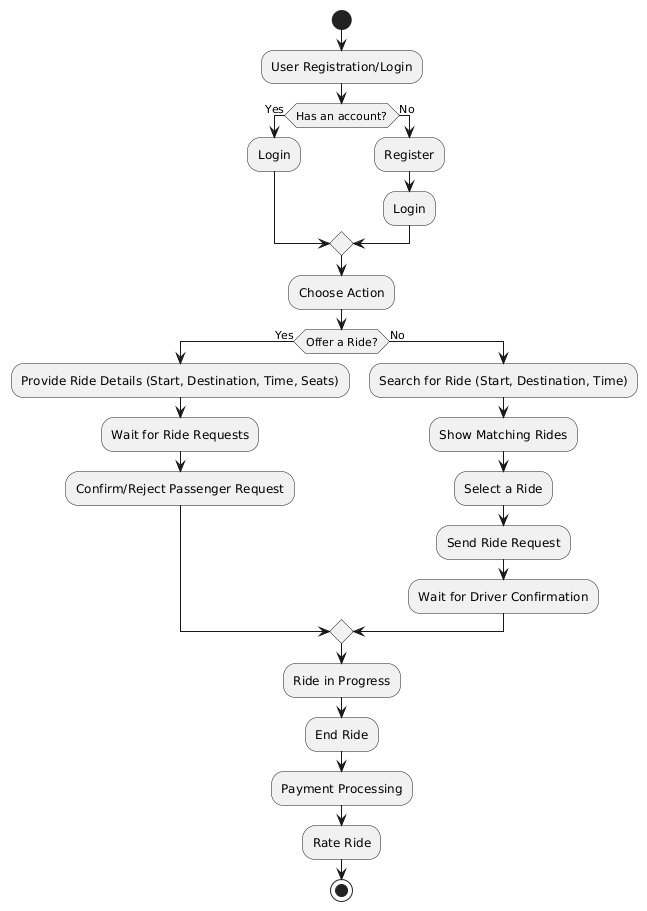 User Registration/Login
Yes
Has an account?
No
Login
Register
Login
Choose Action
Yes
Offer a Ride?
No
Provide Ride Details (Start, Destination, Time, Seats)
Search for Ride (Start, Destination, Time)
Wait for Ride Requests
Show Matching Rides
Confirm/Reject Passenger Request
Select a Ride
Send Ride Request
Wait for Driver Confirmation
Ride in Progress
End Ride
Payment Processing
Rate Ride